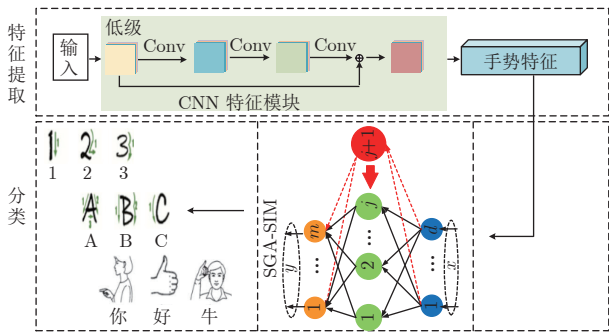 特征提取
输入
低级
Conv
Conv
Conv
CNN 特征模块
手势特征
分类
1 2 3
1 2 3
A B C
A B C
你 好 牛
SGA-SIM
y
m
...
1
j+1
j
...
2
1
d
...
1
x